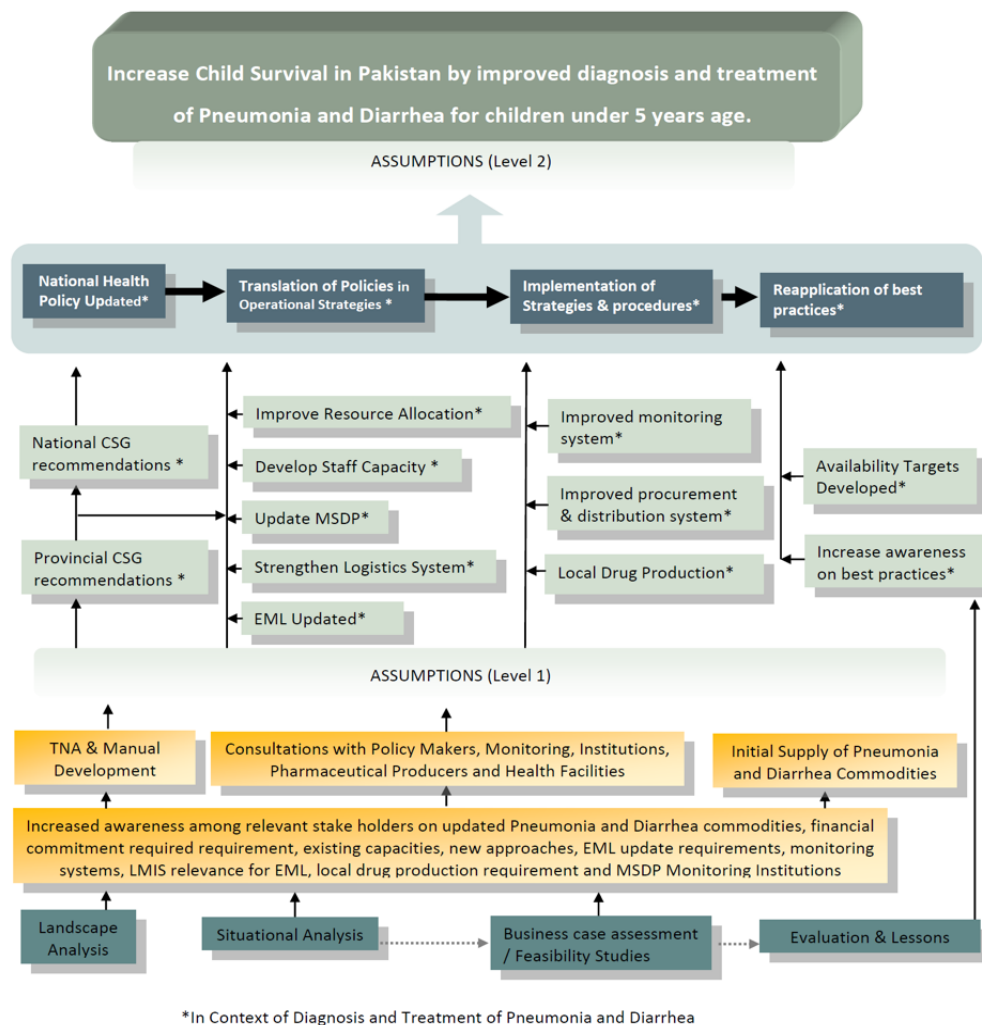 Increase Child Survival in Pakistan by improved diagnosis and treatment
of Pneumonia and Diarrhea for children under 5 years age.
ASSUMPTIONS (Level 2)
National Health
Policy Updated*
Translation of Policies in
Operational Strategies *
Implementation of
Strategies & procedures*
Reapplication of best
practices*
National CSG
recommendations *
Provincial CSG
recommendations *
Improve Resource Allocation*
Develop Staff Capacity *
Update MSDP*
Strengthen Logistics System*
EML Updated*
Improved monitoring
system*
Improved procurement
& distribution system*
Local Drug Production*
Availability Targets
Developed*
Increase awareness
on best practices*
ASSUMPTIONS (Level 1)
TNA & Manual
Development
Consultations with Policy Makers, Monitoring, Institutions,
Pharmaceutical Producers and Health Facilities
Initial Supply of Pneumonia
and Diarrhea Commodities
Increased awareness among relevant stake holders on updated Pneumonia and Diarrhea commodities, financial
commitment required requirement, existing capacities, new approaches, EML update requirements, monitoring
systems, LMIS relevance for EML, local drug production requirement and MSDP Monitoring Institutions
Landscape
Analysis
Situational Analysis
Business case assessment
/ Feasibility Studies
Evaluation & Lessons
*In Context of Diagnosis and Treatment of Pneumonia and Diarrhea